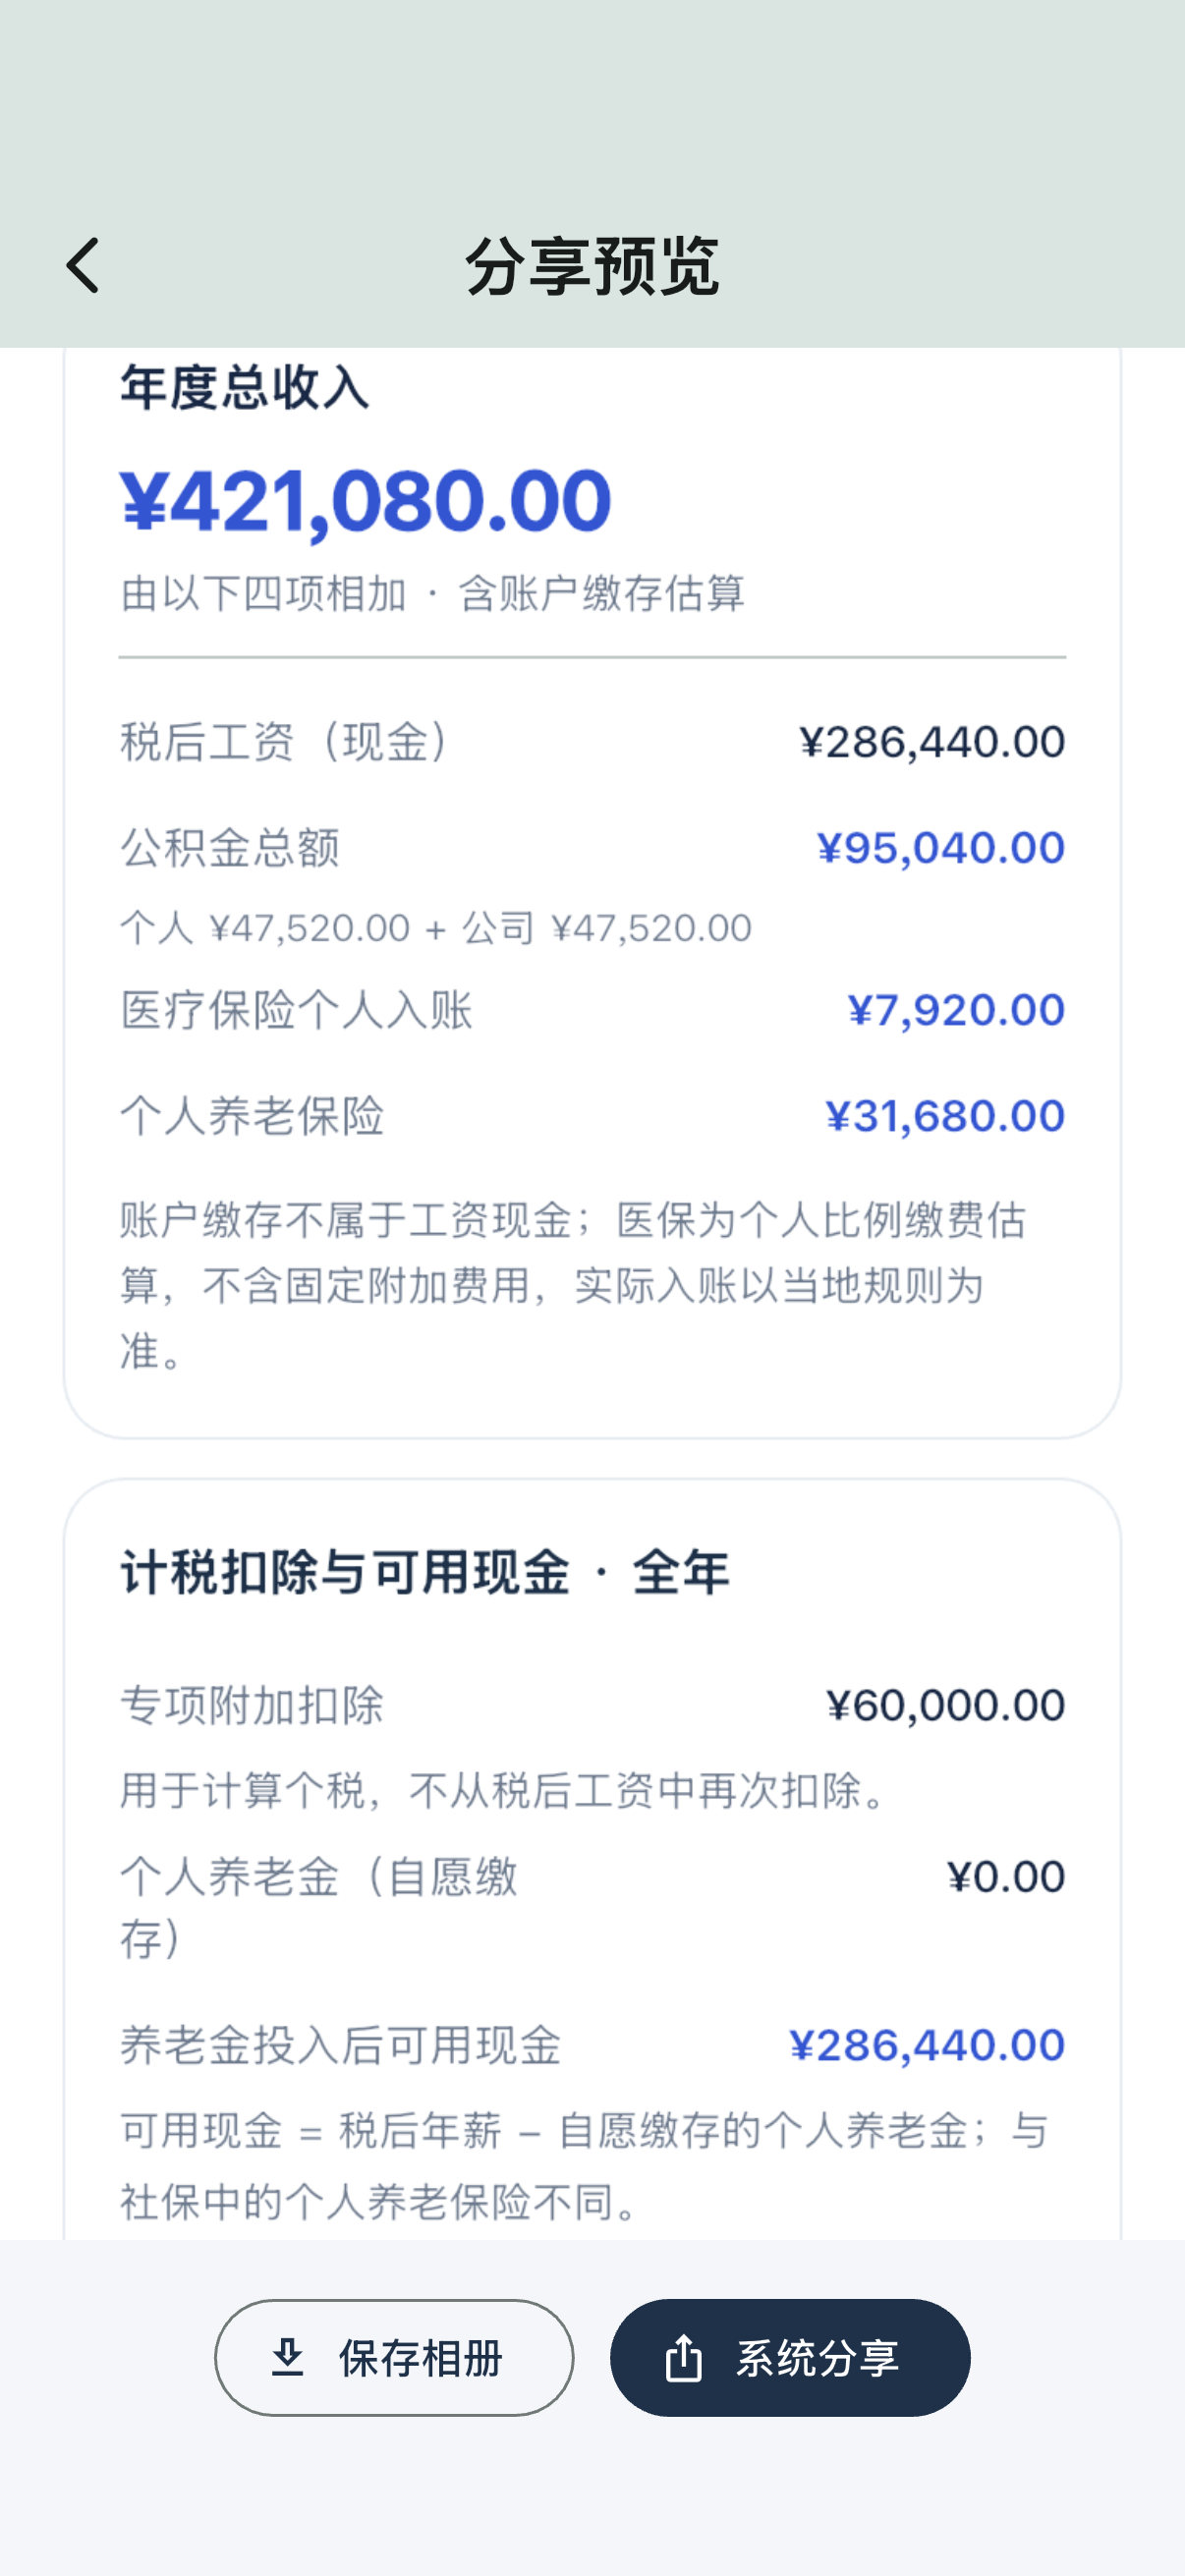 分享预览
年度总收入
¥421,080.00
由以下四项相加 · 含账户缴存估算
税后工资（现金） ¥286,440.00
公积金总额 ¥95,040.00
个人 ¥47,520.00 + 公司 ¥47,520.00
医疗保险个人入账 ¥7,920.00
个人养老保险 ¥31,680.00
账户缴存不属于工资现金；医保为个人比例缴费估
算，不含固定附加费用，实际入账以当地规则为
准。
计税扣除与可用现金 · 全年
专项附加扣除 ¥60,000.00
用于计算个税，不从税后工资中再次扣除。
个人养老金（自愿缴 ¥0.00
存）
养老金投入后可用现金 ¥286,440.00
可用现金 = 税后年薪 − 自愿缴存的个人养老金；与
社保中的个人养老保险不同。
保存相册 系统分享